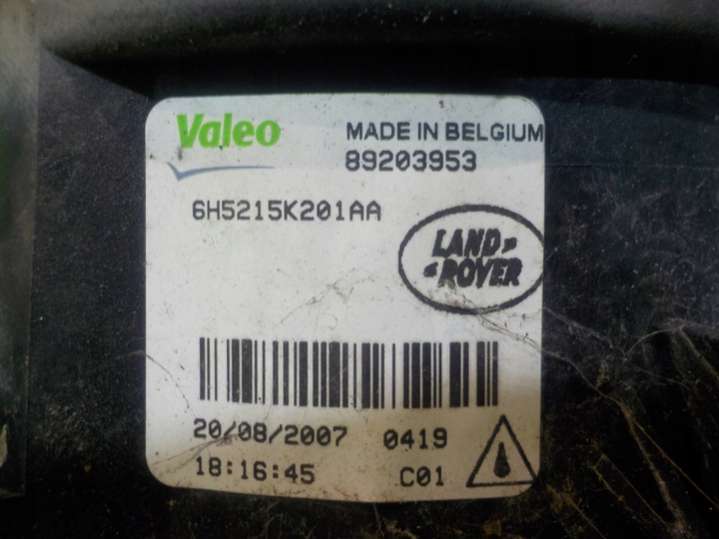 Valeo
MADE IN BELGIUM
89203953
6H5215K201AA
LAND
ROVER
20/08/2007 0419
18:16:45 C01